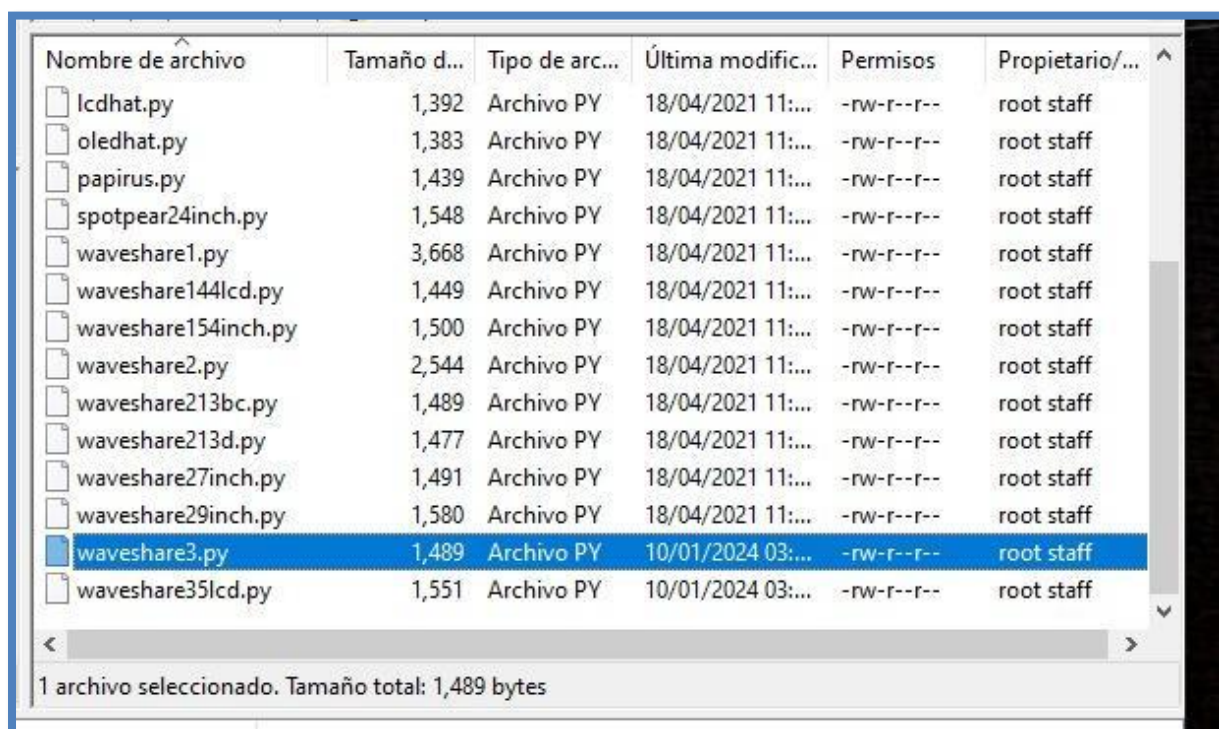 Nombre de archivo Tamaño d... Tipo de arc... Última modific... Permisos Propietario/...
lcdhat.py 1,392 Archivo PY 18/04/2021 11:... -rw-r--r-- root staff
oledhat.py 1,383 Archivo PY 18/04/2021 11:... -rw-r--r-- root staff
papirus.py 1,439 Archivo PY 18/04/2021 11:... -rw-r--r-- root staff
spotpear24inch.py 1,548 Archivo PY 18/04/2021 11:... -rw-r--r-- root staff
waveshare1.py 3,668 Archivo PY 18/04/2021 11:... -rw-r--r-- root staff
waveshare144lcd.py 1,449 Archivo PY 18/04/2021 11:... -rw-r--r-- root staff
waveshare154inch.py 1,500 Archivo PY 18/04/2021 11:... -rw-r--r-- root staff
waveshare2.py 2,544 Archivo PY 18/04/2021 11:... -rw-r--r-- root staff
waveshare213bc.py 1,489 Archivo PY 18/04/2021 11:... -rw-r--r-- root staff
waveshare213d.py 1,477 Archivo PY 18/04/2021 11:... -rw-r--r-- root staff
waveshare27inch.py 1,491 Archivo PY 18/04/2021 11:... -rw-r--r-- root staff
waveshare29inch.py 1,580 Archivo PY 18/04/2021 11:... -rw-r--r-- root staff
waveshare3.py 1,489 Archivo PY 10/01/2024 03:... -rw-r--r-- root staff
waveshare35lcd.py 1,551 Archivo PY 10/01/2024 03:... -rw-r--r-- root staff
1 archivo seleccionado. Tamaño total: 1,489 bytes